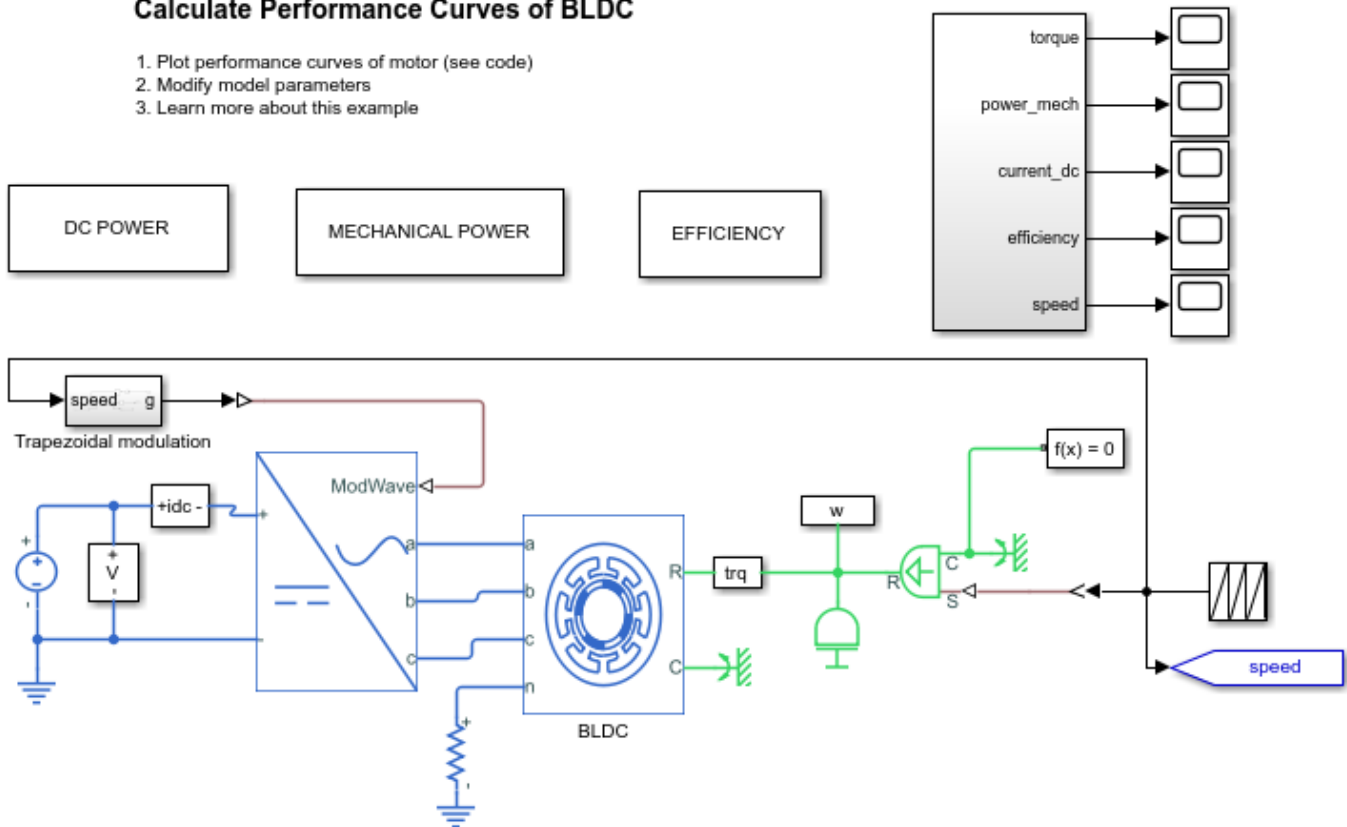 Calculate Performance Curves of BLDC
1. Plot performance curves of motor (see code)
2. Modify model parameters
3. Learn more about this example
torque
power_mech
current_dc
efficiency
speed
DC POWER
MECHANICAL POWER
EFFICIENCY
speed g
Trapezoidal modulation
ModWave
+idc -
+
+
+
-
+
V
-
-
a
b
c
a
b
c
n
+
-
BLDC
R
C
trq
w
R
C
S
f(x) = 0
speed